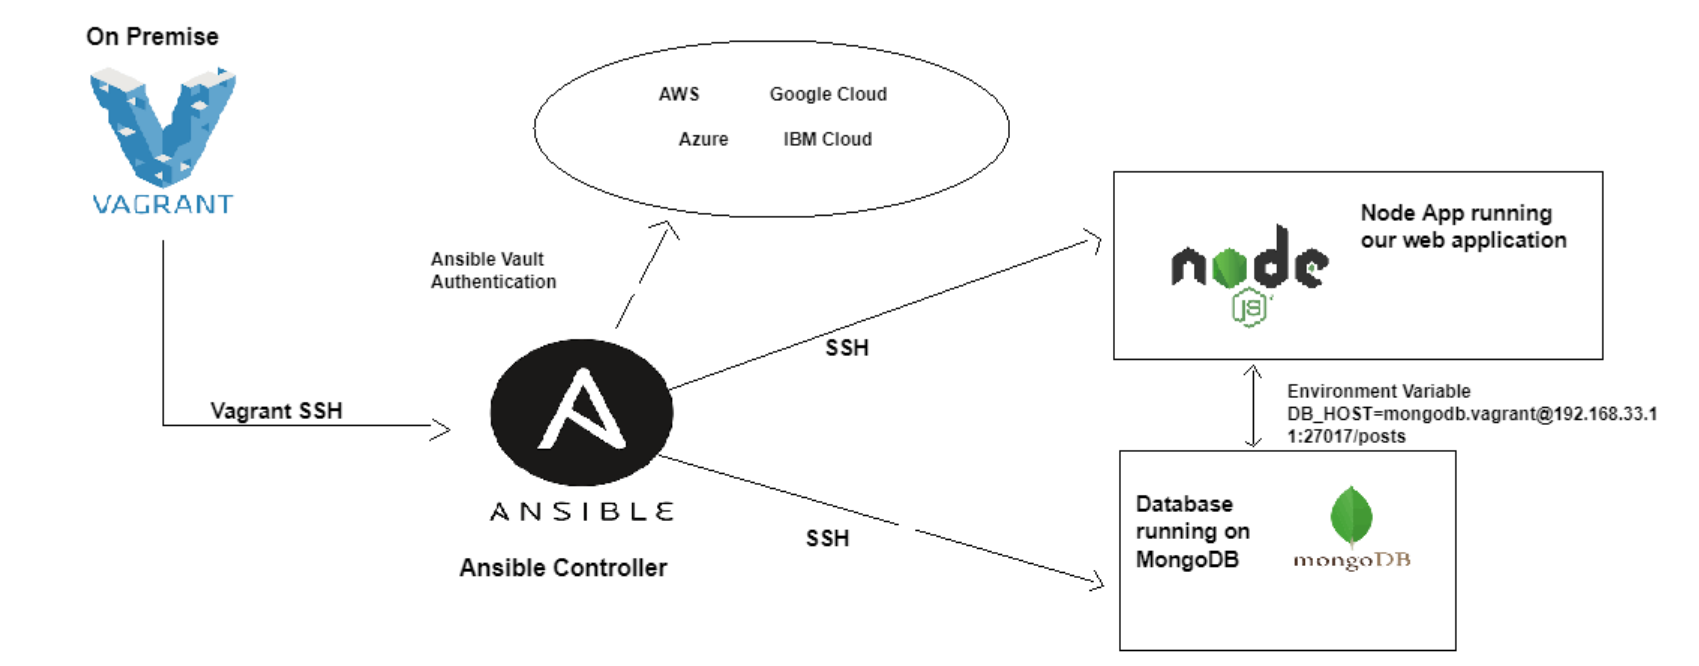 On Premise
VAGRANT
Vagrant SSH
AWS
Google Cloud
Azure
IBM Cloud
Ansible Vault
Authentication
ANSIBLE
Ansible Controller
SSH
SSH
node
JS
Node App running
our web application
Environment Variable
DB_HOST=mongodb.vagrant@192.168.33.1
1:27017/posts
Database
running on
MongoDB
mongoDB